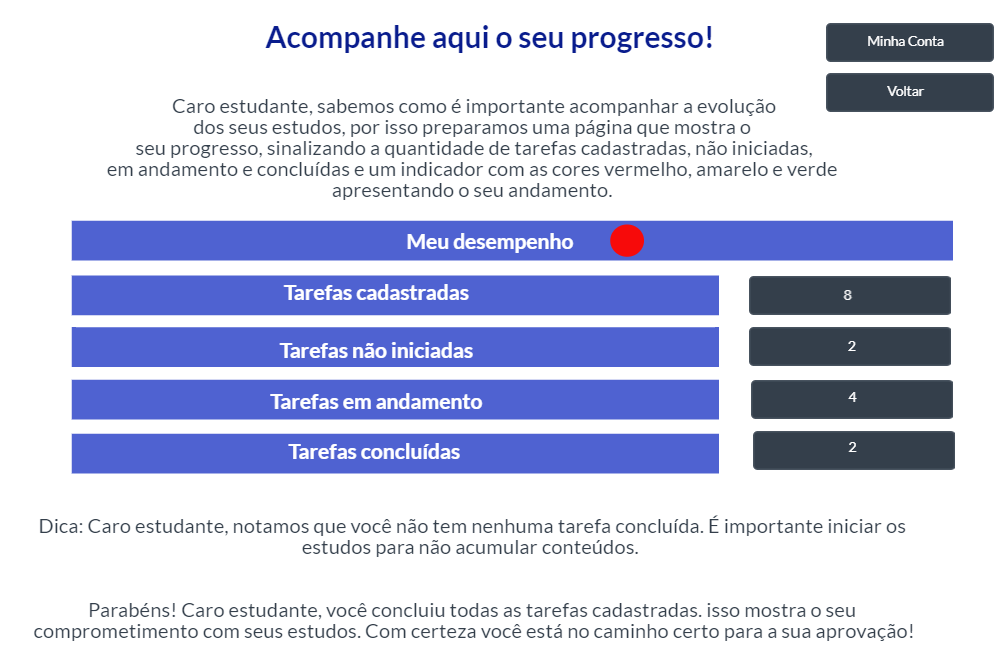 Acompanhe aqui o seu progresso!
Minha Conta
Voltar
Caro estudante, sabemos como é importante acompanhar a evolução
dos seus estudos, por isso preparamos uma página que mostra o
seu progresso, sinalizando a quantidade de tarefas cadastradas, não iniciadas,
em andamento e concluídas e um indicador com as cores vermelho, amarelo e verde
apresentando o seu andamento.
Meu desempenho
Tarefas cadastradas
8
Tarefas não iniciadas
2
Tarefas em andamento
4
Tarefas concluídas
2
Dica: Caro estudante, notamos que você não tem nenhuma tarefa concluída. É importante iniciar os
estudos para não acumular conteúdos.
Parabéns! Caro estudante, você concluiu todas as tarefas cadastradas. isso mostra o seu
comprometimento com seus estudos. Com certeza você está no caminho certo para a sua aprovação!